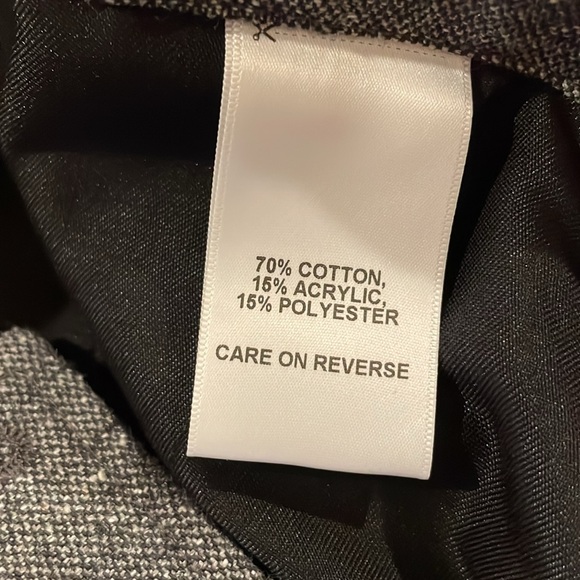 70% COTTON,
15% ACRYLIC,
15% POLYESTER
CARE ON REVERSE